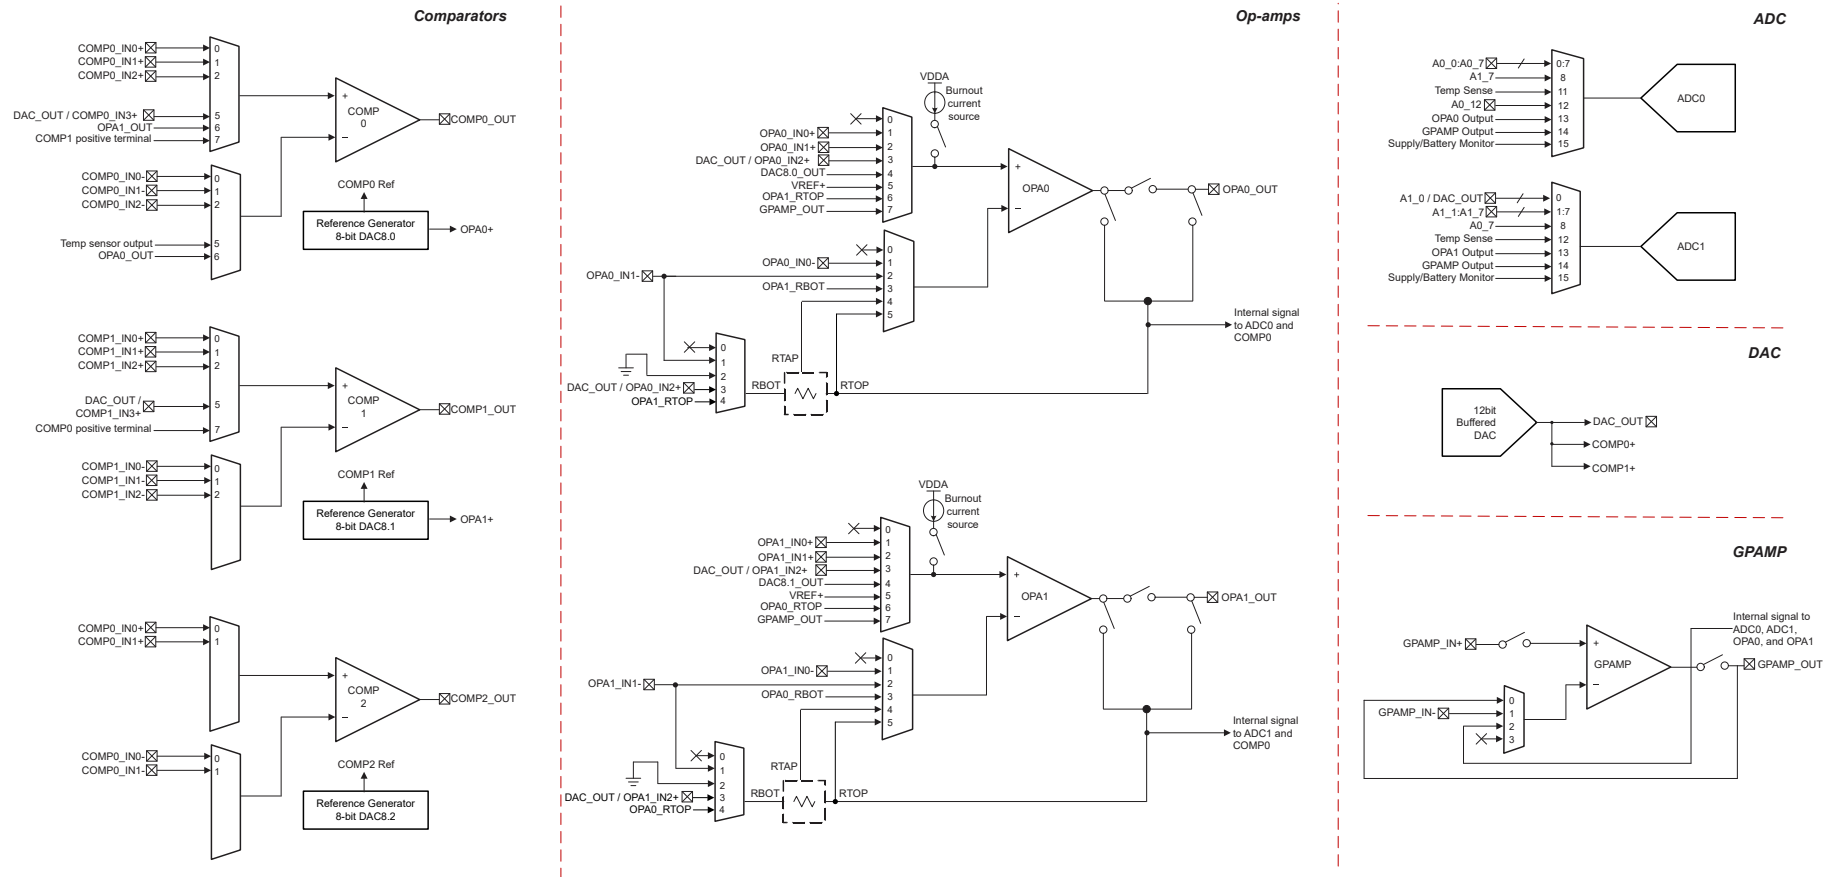 Comparators
COMP0_IN0+
COMP0_IN1+
COMP0_IN2+
DAC_OUT / COMP0_IN3+
OPA1_OUT
COMP1 positive terminal
0
1
2
5
6
7
+
COMP
0
−
COMP0_OUT
COMP0_IN0-
COMP0_IN1-
COMP0_IN2-
Temp sensor output
OPA0_OUT
0
1
2
5
6
COMP0 Ref
Reference Generator
8-bit DAC8.0
OPA0+
COMP1_IN0+
COMP1_IN1+
COMP1_IN2+
DAC_OUT /
COMP1_IN3+
COMP0 positive terminal
0
1
2
5
7
+
COMP
1
−
COMP1_OUT
COMP1_IN0-
COMP1_IN1-
COMP1_IN2-
0
1
2
COMP1 Ref
Reference Generator
8-bit DAC8.1
OPA1+
COMP0_IN0+
COMP0_IN1+
0
1
+
COMP
2
−
COMP2_OUT
COMP0_IN0-
COMP0_IN1-
0
1
COMP2 Ref
Reference Generator
8-bit DAC8.2
Op-amps
VDDA
Burnout
current
source
OPA0_IN0+
OPA0_IN1+
DAC_OUT / OPA0_IN2+
DAC8.0_OUT
VREF+
OPA1_RTOP
GPAMP_OUT
0
1
2
3
4
5
6
7
+
OPA0
−
OPA0_OUT
OPA0_IN0-
OPA0_IN1-
OPA1_RBOT
0
1
2
3
4
5
Internal signal
to ADC0 and
COMP0
DAC_OUT / OPA0_IN2+
OPA1_RTOP
0
1
2
3
4
RTAP
RBOT
RTOP
VDDA
Burnout
current
source
OPA1_IN0+
OPA1_IN1+
DAC_OUT / OPA1_IN2+
DAC8.1_OUT
VREF+
OPA0_RTOP
GPAMP_OUT
0
1
2
3
4
5
6
7
+
OPA1
−
OPA1_OUT
OPA1_IN0-
OPA1_IN1-
OPA0_RBOT
0
1
2
3
4
5
Internal signal
to ADC1 and
COMP0
DAC_OUT / OPA1_IN2+
OPA0_RTOP
0
1
2
3
4
RTAP
RBOT
RTOP
ADC
A0_0:A0_7
A1_7
Temp Sense
A0_12
OPA0 Output
GPAMP Output
Supply/Battery Monitor
0:7
8
11
12
13
14
15
ADC0
A1_0 / DAC_OUT
A1_1:A1_7
A0_7
Temp Sense
OPA1 Output
GPAMP Output
Supply/Battery Monitor
0
1:7
8
12
13
14
15
ADC1
DAC
12bit
Buffered
DAC
DAC_OUT
COMP0+
COMP1+
GPAMP
Internal signal to
ADC0, ADC1,
OPA0, and OPA1
GPAMP_IN+
+
GPAMP
−
GPAMP_OUT
GPAMP_IN-
0
1
2
3